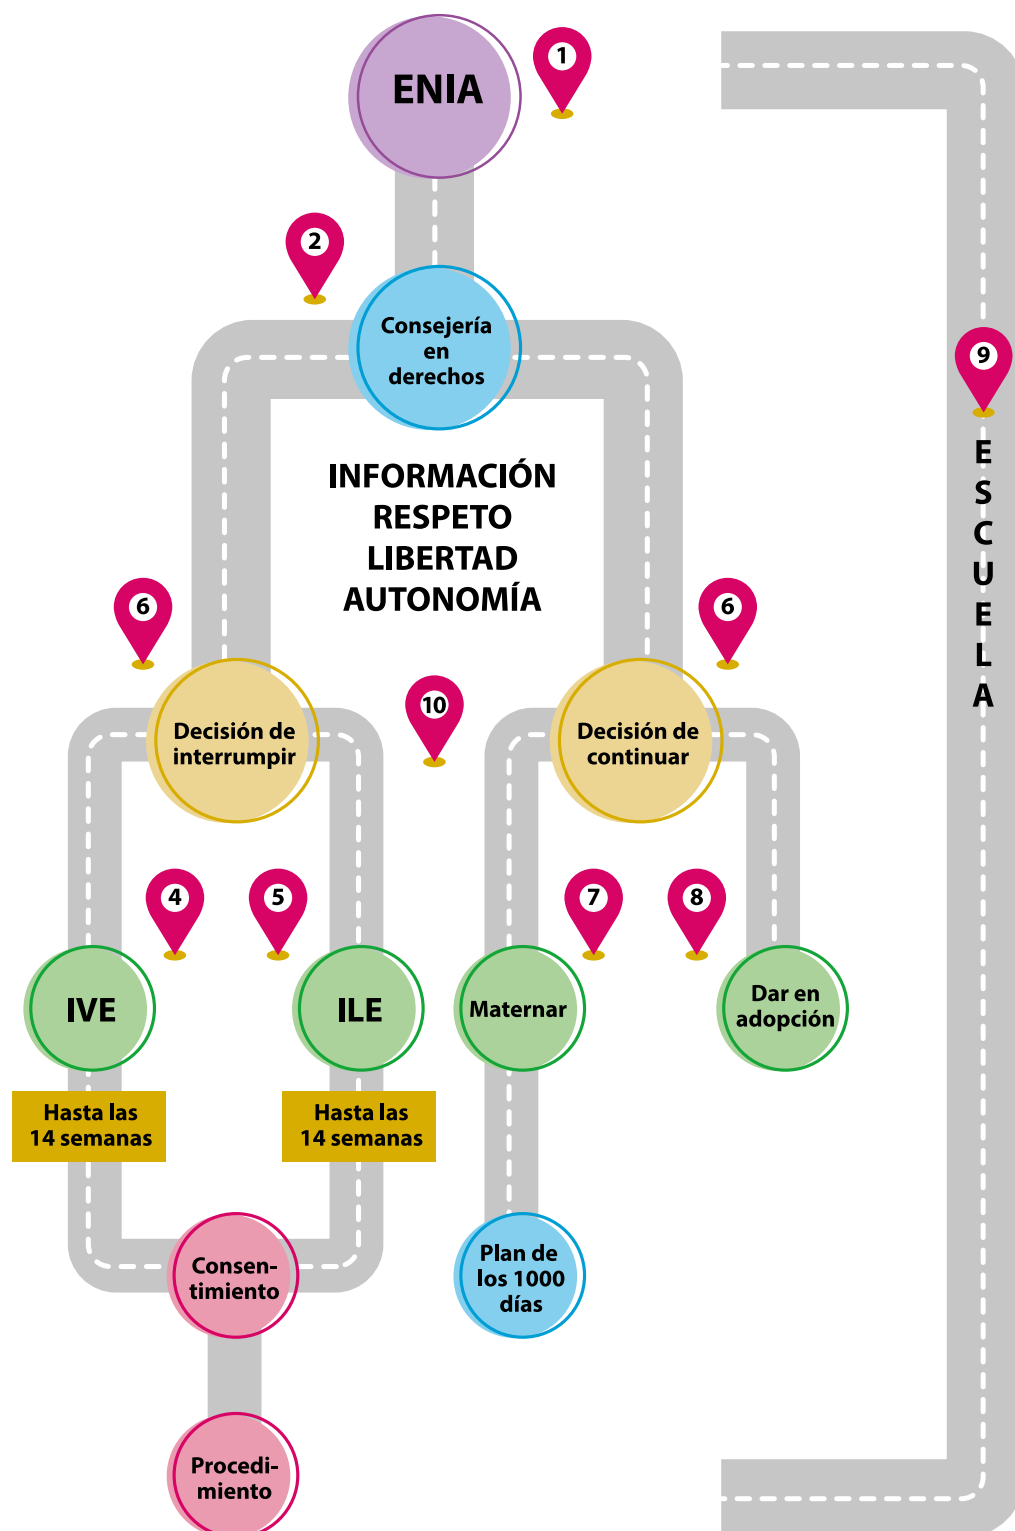 ENIA
1
2
Consejería
en
derechos
9
ESCUELA
INFORMACIÓN
RESPETO
LIBERTAD
AUTONOMÍA
6
6
10
Decisión de
interrumpir
Decisión de
continuar
4
5
7
8
IVE
ILE
Maternar
Dar en
adopción
Hasta las
14 semanas
Hasta las
14 semanas
Consen-
timiento
Plan de
los 1000
días
Procedi-
miento